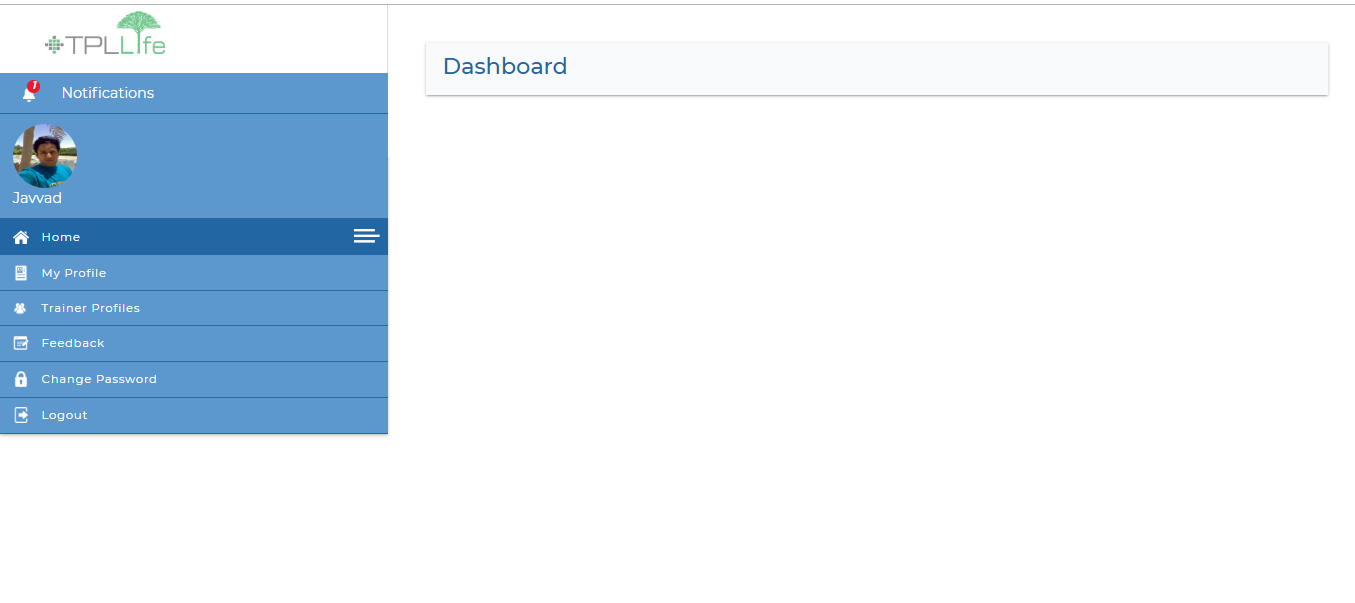 TPLLife
1
Notifications
Javvad
Home
My Profile
Trainer Profiles
Feedback
Change Password
Logout
Dashboard